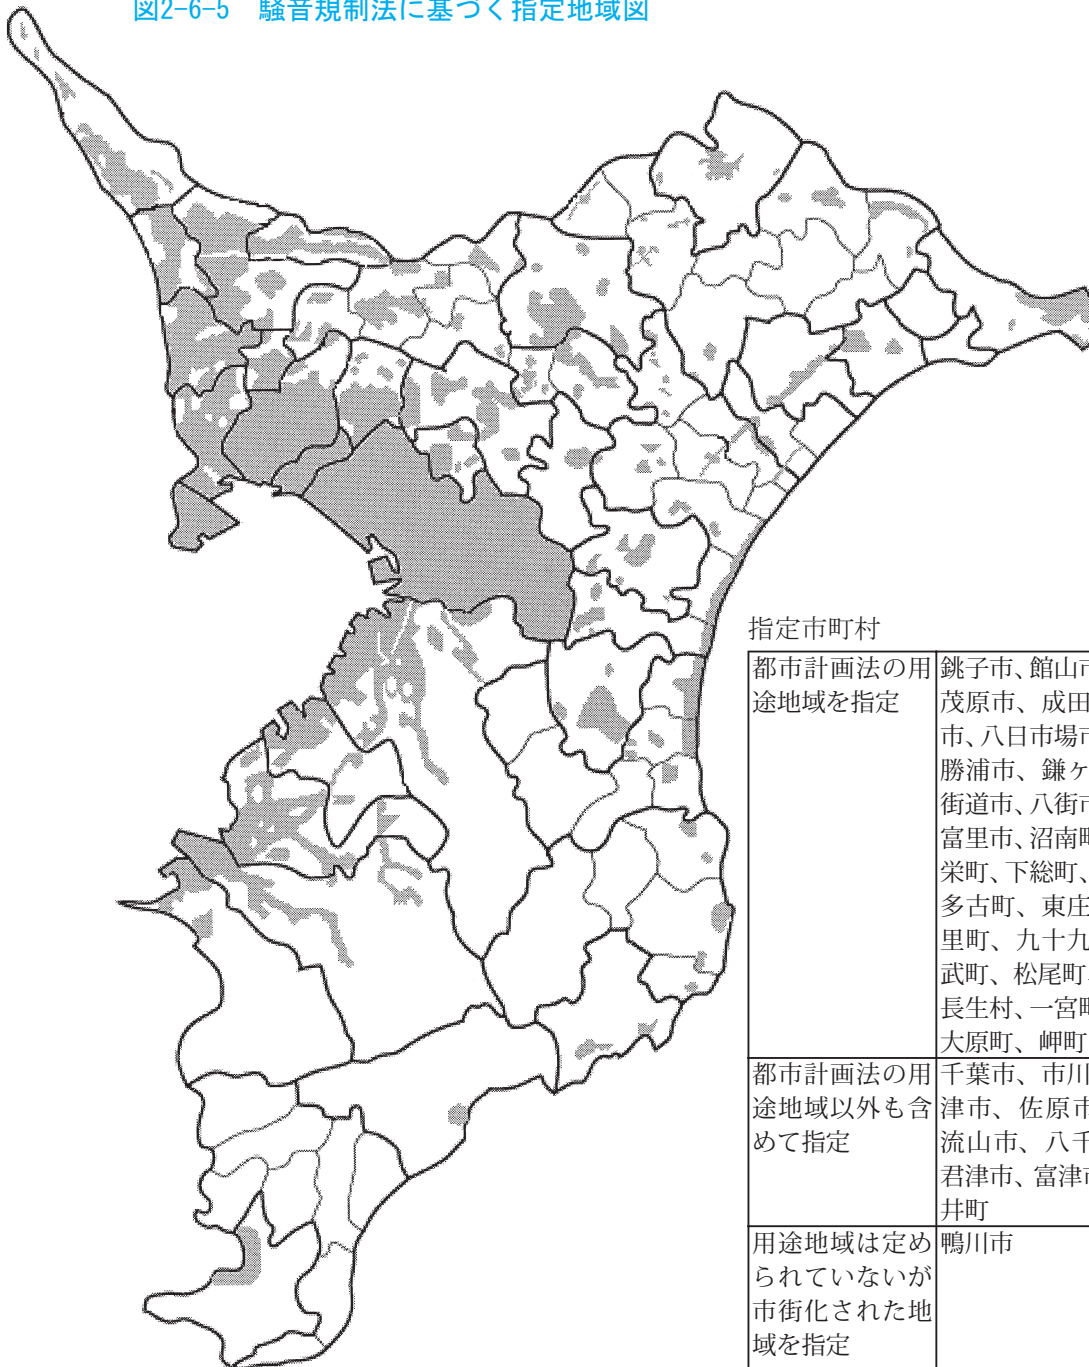 図2-6-5 騒音規制法に基づく指定地域図
指定市町村
都市計画法の用
途地域を指定
銚子市、館山市
茂原市、成田
市、八日市場市
勝浦市、鎌ケ
街道市、八街市
富里市、沼南町
栄町、下総町、
多古町、東庄
里町、九十九
武町、松尾町
長生村、一宮町
大原町、岬町
都市計画法の用
途地域以外も含
めて指定
千葉市、市川
津市、佐原市
流山市、八千
君津市、富津市
井町
用途地域は定め
られていないが
市街化された地
域を指定
鴨川市